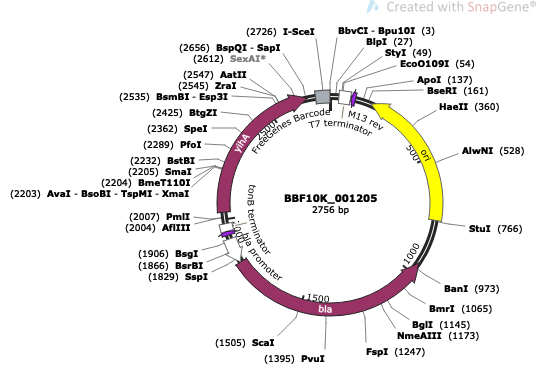 Created with SnapGene®
(2726) I-SceI
BbvCI - Bpu10I (3)
BlpI (27)
StyI (49)
EcoO109I (54)
ApoI (137)
BseRI (161)
HaeII (360)
AlwNI (528)
StuI (766)
BanI (973)
BmrI (1065)
BglI (1145)
NmeAIII (1173)
FspI (1247)
(1395) PvuI
(1505) ScaI
(1829) SspI
(1866) BsrBI
(1906) BsgI
(2004) AflIII
(2007) PmlI
(2203) AvaI - BsoBI - TspMI - XmaI
(2204) BmeT110I
(2205) SmaI
(2232) BstBI
(2289) PfoI
(2362) SpeI
(2425) BtgZI
(2535) BsmBI - Esp3I
(2545) ZraI
(2547) AatII
(2612) SexAI*
(2656) BspQI - SapI
FreeGenes Barcode
T7 terminator
M13 rev
ori
500
1000
1500
2500
bla
bla promoter
tonB terminator
yihA
BBF10K_001205
2756 bp